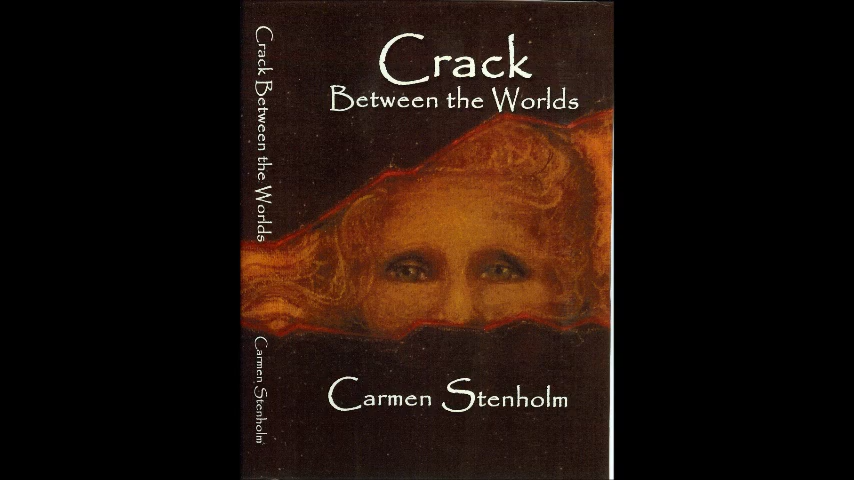 Crack Between the Worlds
Carmen Stenholm
Crack
Between the Worlds
Carmen Stenholm